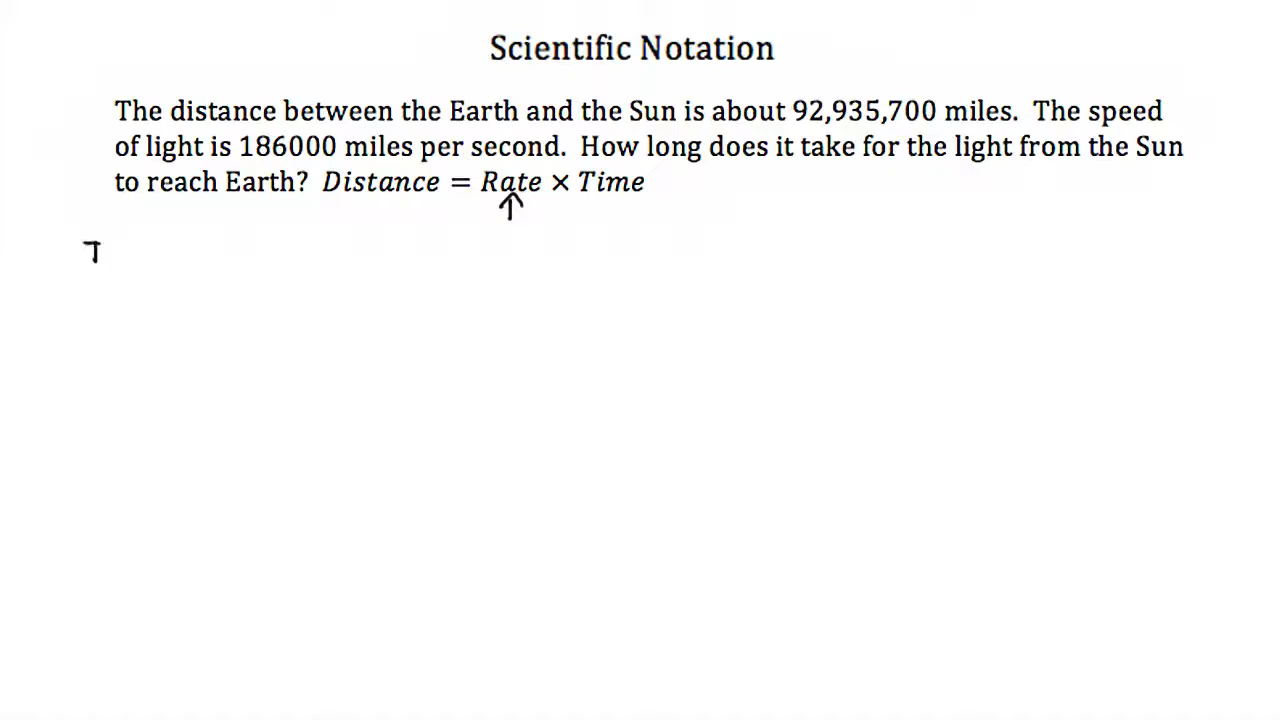 Scientific Notation
The distance between the Earth and the Sun is about 92,935,700 miles.  The speed
of light is 186000 miles per second.  How long does it take for the light from the Sun
to reach Earth?  Distance = Rate × Time
↑
T